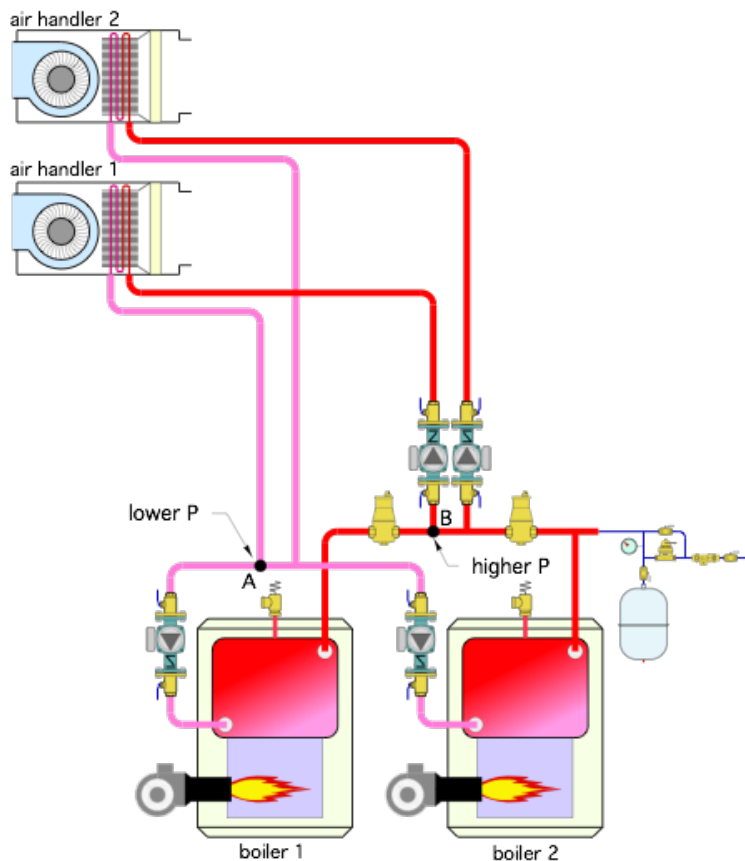 air handler 2
air handler 1
lower P
A
B
higher P
boiler 1
boiler 2